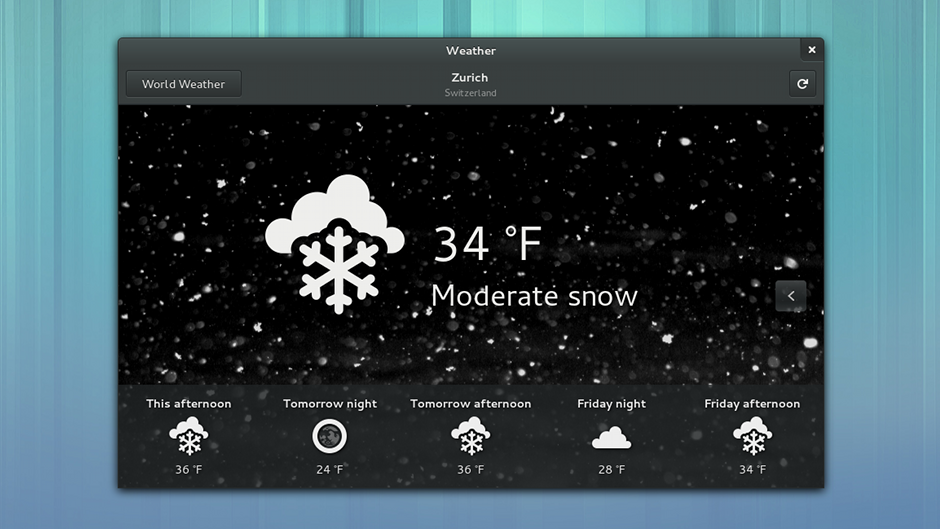 Weather
World Weather
Zurich
Switzerland
34 °F
Moderate snow
This afternoon
Tomorrow night
Tomorrow afternoon
Friday night
Friday afternoon
36 °F
24 °F
36 °F
28 °F
34 °F